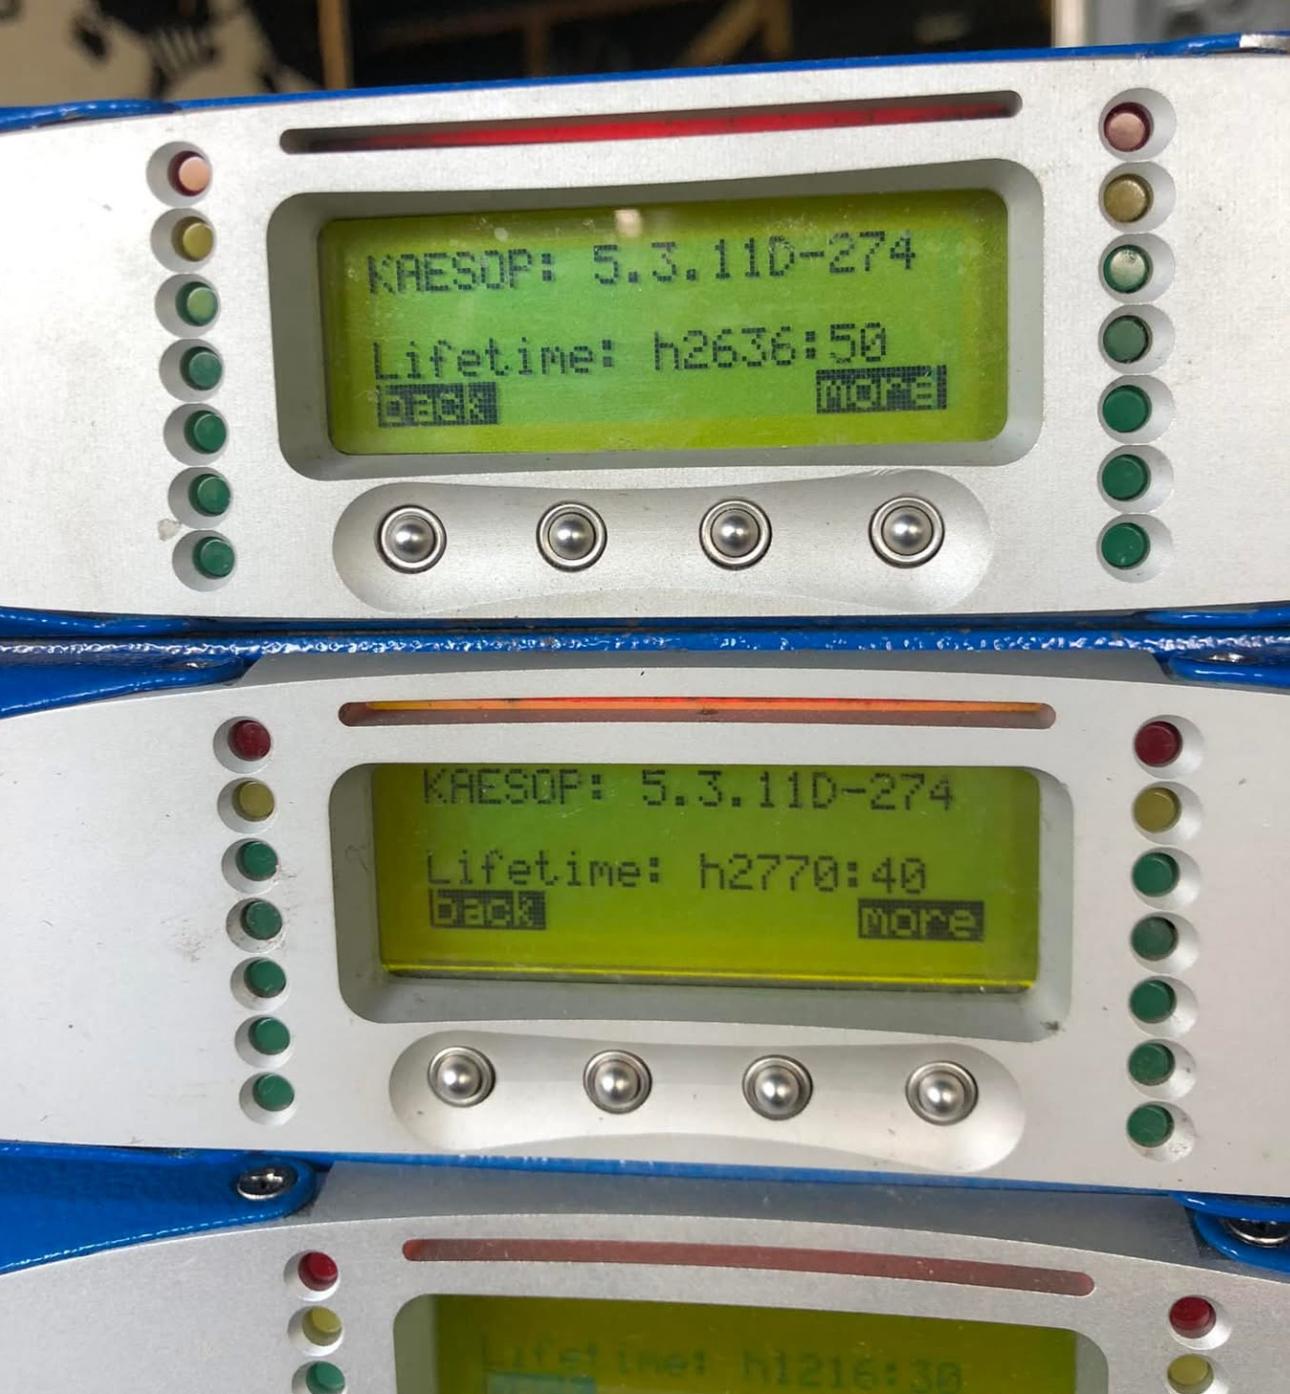 KAESOP: 5.3.11D-274
Lifetime: h2636:50
back more
KAESOP: 5.3.11D-274
Lifetime: h2770:40
back more
Lifetime: h1216:30